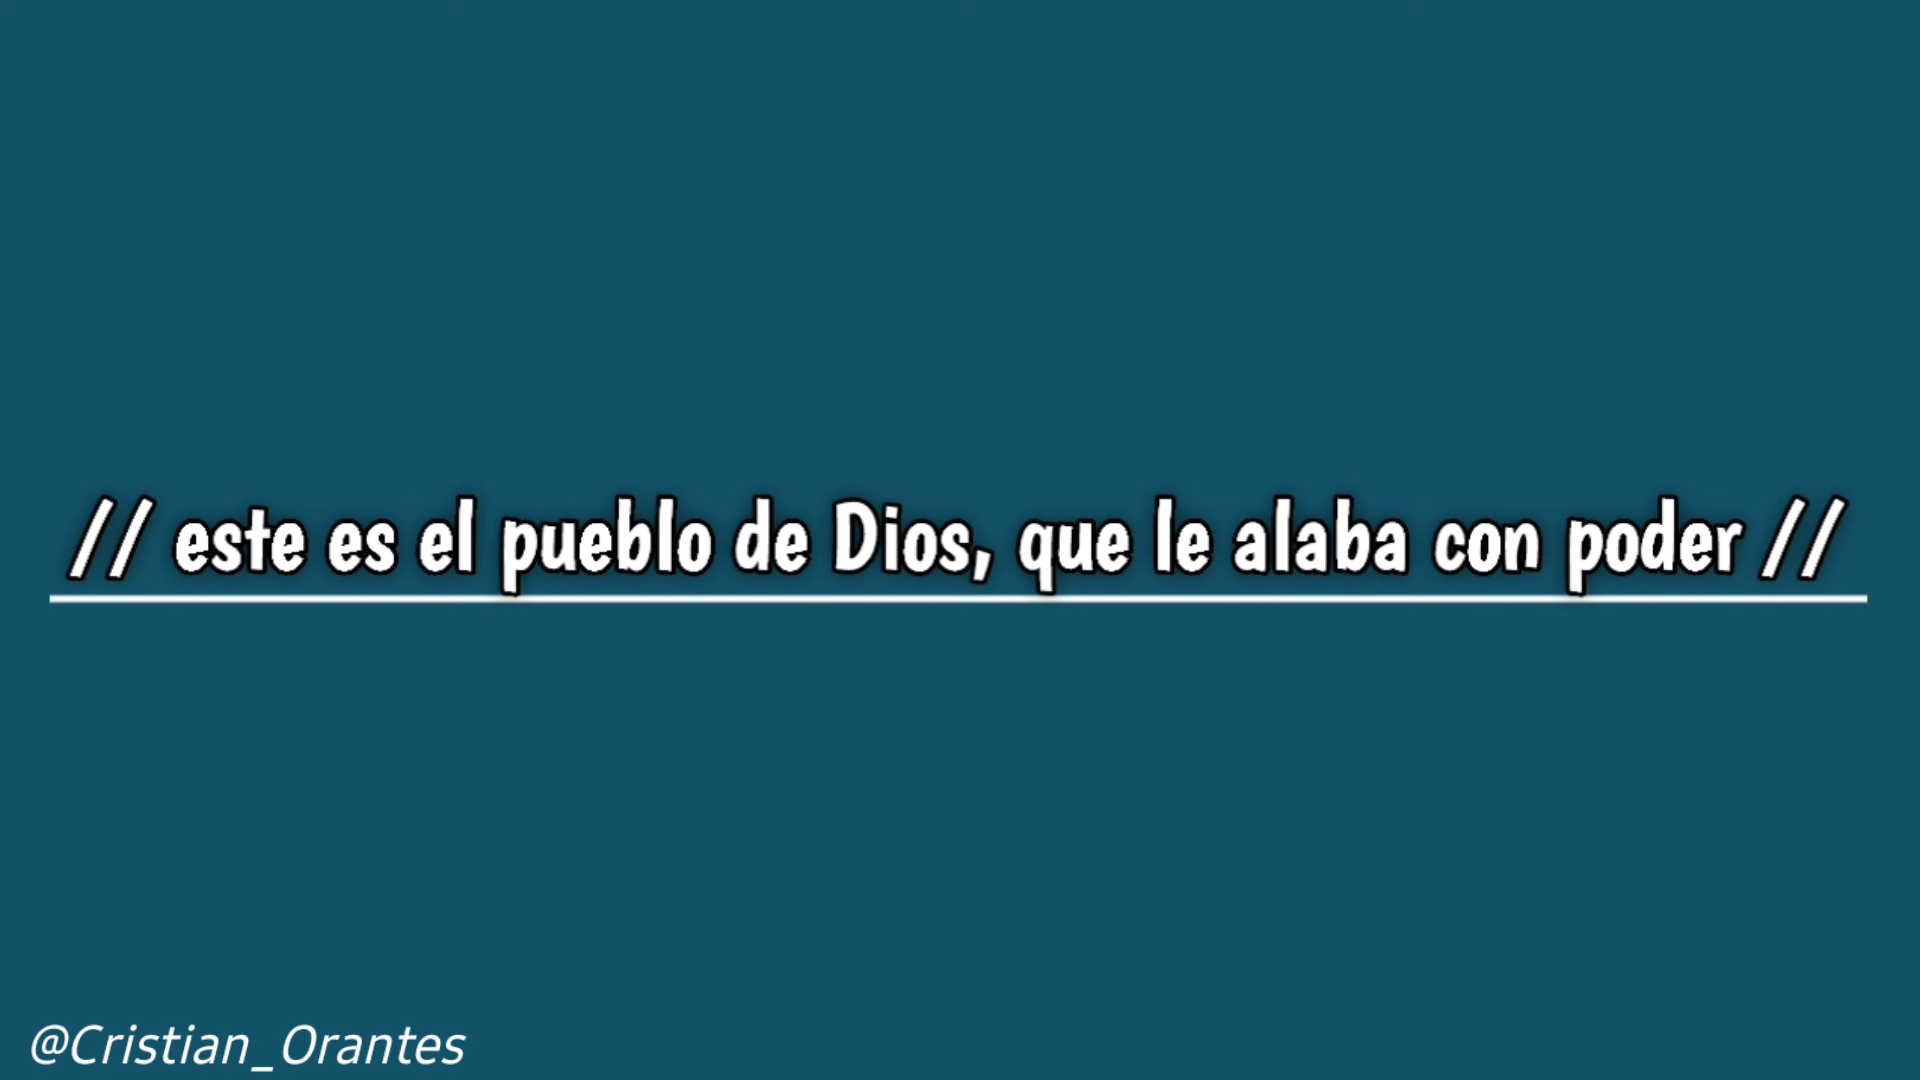 // este es el pueblo de Dios, que le alaba con poder //
@Cristian_Orantes